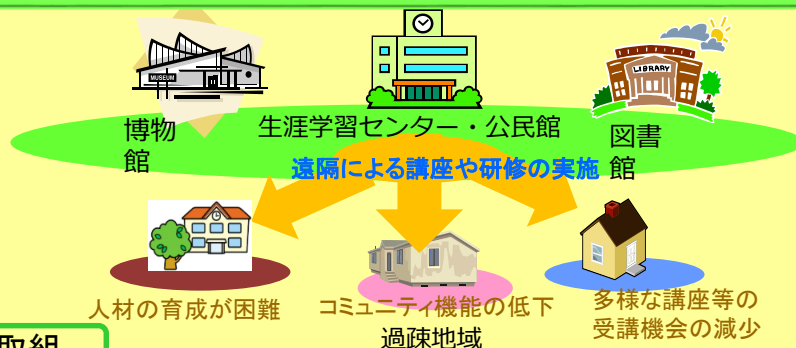 MUSEUM
LIBRARY
博物
館
生涯学習センター・公民館
図書
館
遠隔による講座や研修の実施
人材の育成が困難
コミュニティ機能の低下
多様な講座等の
受講機会の減少
過疎地域
取組